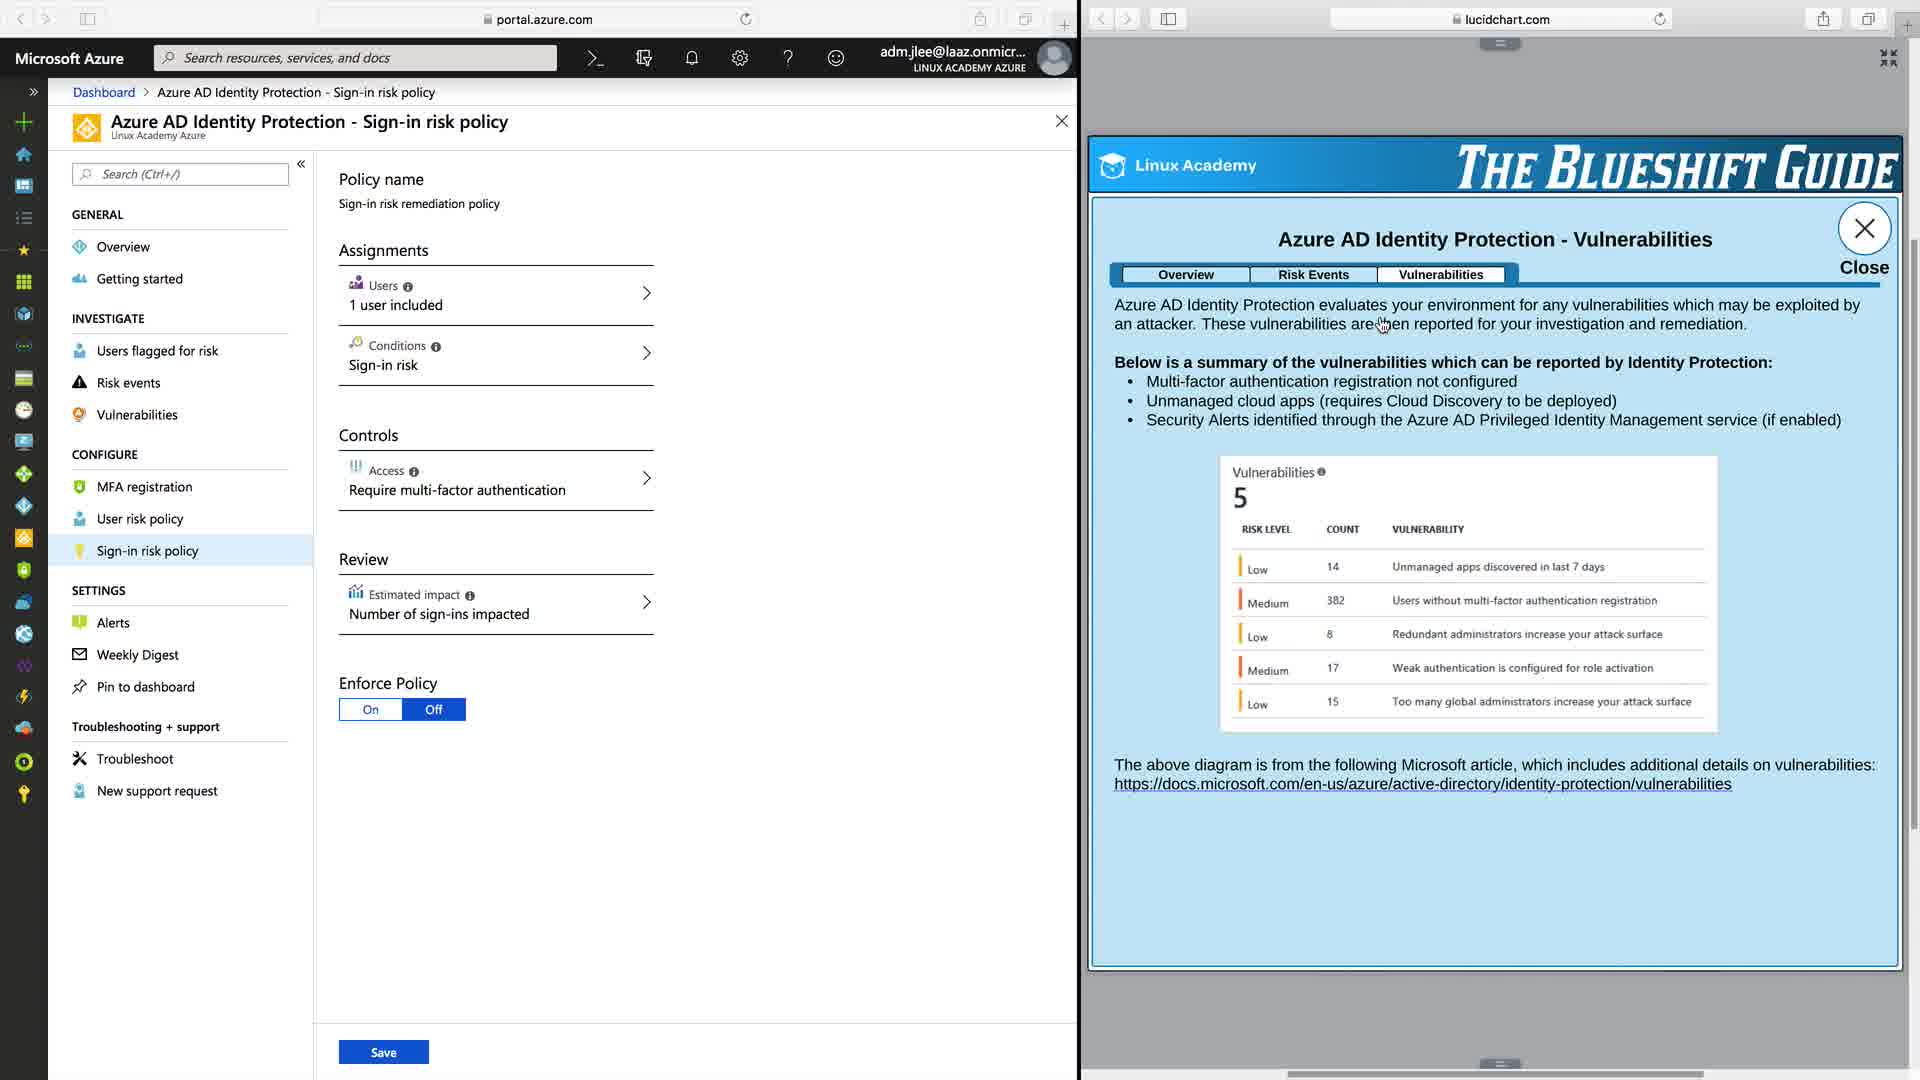 portal.azure.com
Microsoft Azure
Search resources, services, and docs
adm.jlee@laaz.onmicr...
LINUX ACADEMY AZURE
Dashboard > Azure AD Identity Protection - Sign-in risk policy
Azure AD Identity Protection - Sign-in risk policy
Linux Academy Azure
Search (Ctrl+/)
GENERAL
Overview
Getting started
INVESTIGATE
Users flagged for risk
Risk events
Vulnerabilities
CONFIGURE
MFA registration
User risk policy
Sign-in risk policy
SETTINGS
Alerts
Weekly Digest
Pin to dashboard
Troubleshooting + support
Troubleshoot
New support request
Policy name
Sign-in risk remediation policy
Assignments
Users
1 user included
Conditions
Sign-in risk
Controls
Access
Require multi-factor authentication
Review
Estimated impact
Number of sign-ins impacted
Enforce Policy
On Off
Save
lucidchart.com
Linux Academy
THE BLUESHIFT GUIDE
Azure AD Identity Protection - Vulnerabilities
Close
Overview Risk Events Vulnerabilities
Azure AD Identity Protection evaluates your environment for any vulnerabilities which may be exploited by
an attacker. These vulnerabilities are reported for your investigation and remediation.
Below is a summary of the vulnerabilities which can be reported by Identity Protection:
• Multi-factor authentication registration not configured
• Unmanaged cloud apps (requires Cloud Discovery to be deployed)
• Security Alerts identified through the Azure AD Privileged Identity Management service (if enabled)
Vulnerabilities
5
RISK LEVEL COUNT VULNERABILITY
Low 14 Unmanaged apps discovered in last 7 days
Medium 382 Users without multi-factor authentication registration
Low 8 Redundant administrators increase your attack surface
Medium 17 Weak authentication is configured for role activation
Low 15 Too many global administrators increase your attack surface
The above diagram is from the following Microsoft article, which includes additional details on vulnerabilities:
https://docs.microsoft.com/en-us/azure/active-directory/identity-protection/vulnerabilities